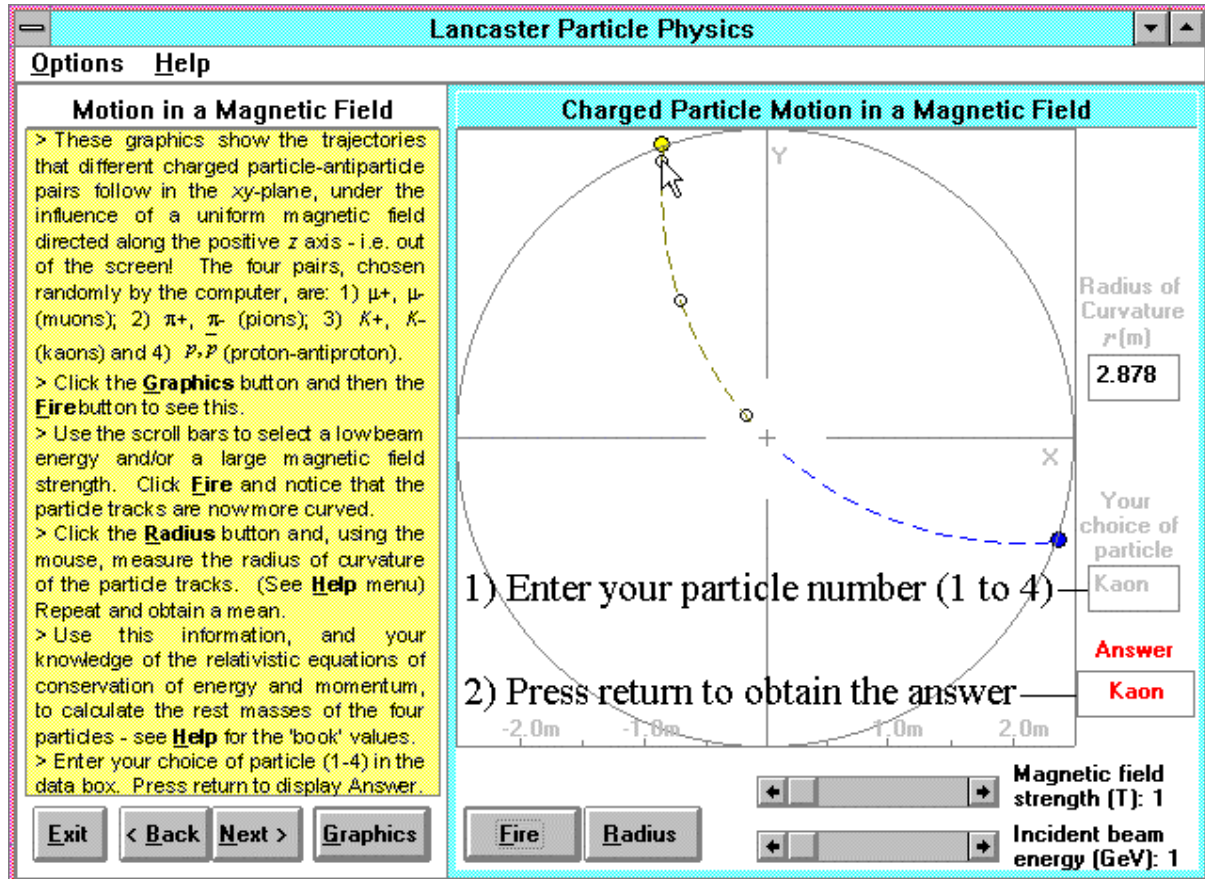 Lancaster Particle Physics
Options Help
Motion in a Magnetic Field
> These graphics show the trajectories
that different charged particle-antiparticle
pairs follow in the xy-plane, under the
influence of a uniform magnetic field
directed along the positive z axis - i.e. out
of the screen! The four pairs, chosen
randomly by the computer, are: 1) μ+, μ-
(muons); 2) π+, π- (pions); 3) K+, K-
(kaons) and 4) p, p̅ (proton-antiproton).
> Click the Graphics button and then the
Fire button to see this.
> Use the scroll bars to select a low beam
energy and/or a large magnetic field
strength. Click Fire and notice that the
particle tracks are now more curved.
> Click the Radius button and, using the
mouse, measure the radius of curvature
of the particle tracks. (See Help menu)
Repeat and obtain a mean.
> Use this information, and your
knowledge of the relativistic equations of
conservation of energy and momentum,
to calculate the rest masses of the four
particles - see Help for the 'book' values.
> Enter your choice of particle (1-4) in the
data box. Press return to display Answer.
Exit < Back Next > Graphics
Charged Particle Motion in a Magnetic Field
Y
X
Radius of
Curvature
r (m)
2.878
Your
choice of
particle
1) Enter your particle number (1 to 4)
Kaon
Answer
2) Press return to obtain the answer
Kaon
-2.0m -1.0m 1.0m 2.0m
Fire Radius
Magnetic field
strength (T): 1
Incident beam
energy (GeV): 1